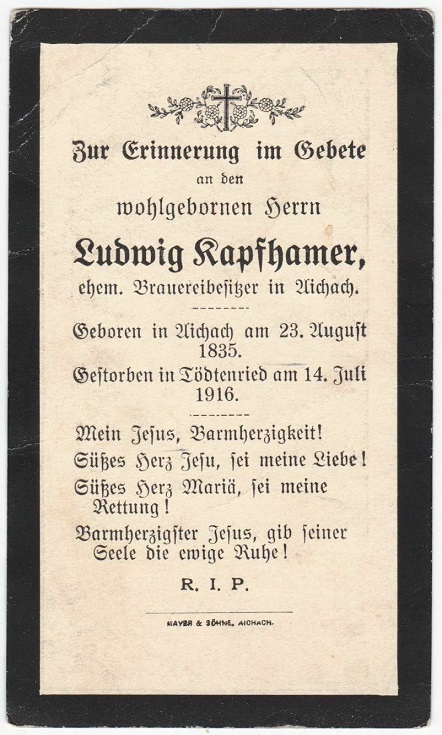 Zur Erinnerung im Gebete
an den
wohlgebornen Herrn
Ludwig Kapfhamer,
ehem. Brauereibesitzer in Aichach.
Geboren in Aichach am 23. August
1835.
Gestorben in Tödtenried am 14. Juli
1916.
Mein Jesus, Barmherzigkeit!
Süßes Herz Jesu, sei meine Liebe!
Süßes Herz Mariä, sei meine
Rettung!
Barmherzigster Jesus, gib seiner
Seele die ewige Ruhe!
R. I. P.
MAYER & SÖHNE, AICHACH.